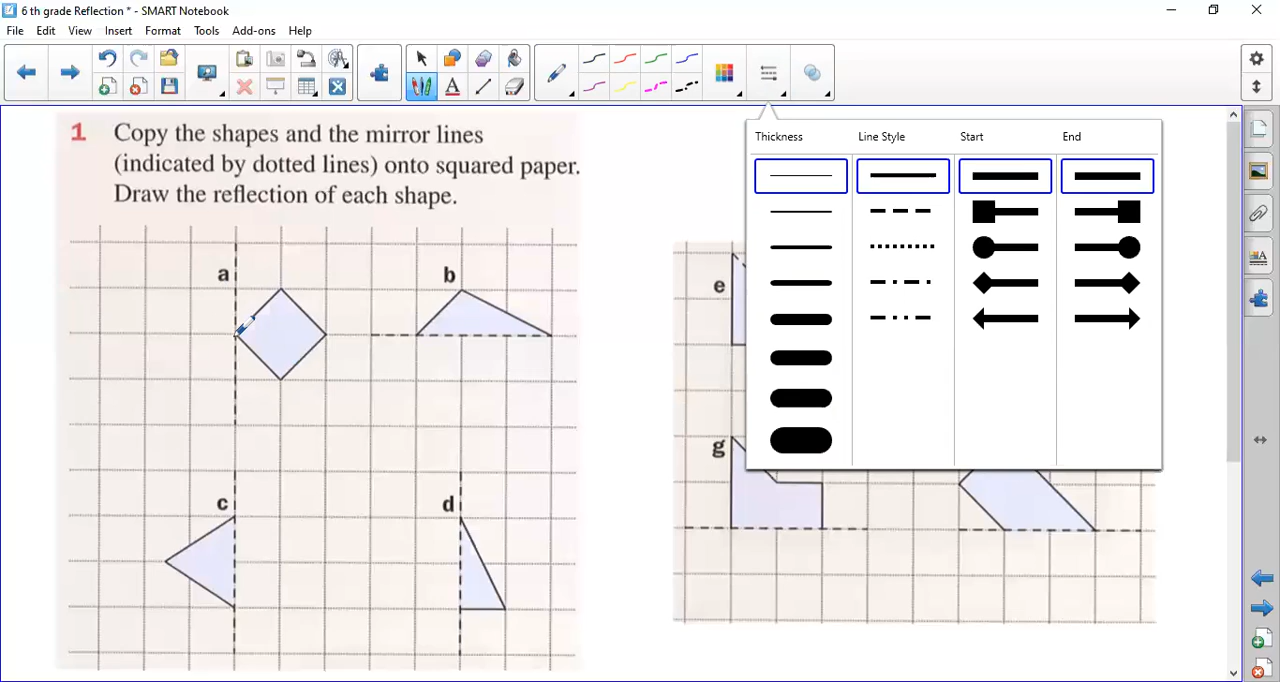 6 th grade Reflection * - SMART Notebook
File Edit View Insert Format Tools Add-ons Help
Thickness Line Style Start End
1 Copy the shapes and the mirror lines
(indicated by dotted lines) onto squared paper.
Draw the reflection of each shape.
a
b
e
g
c
d